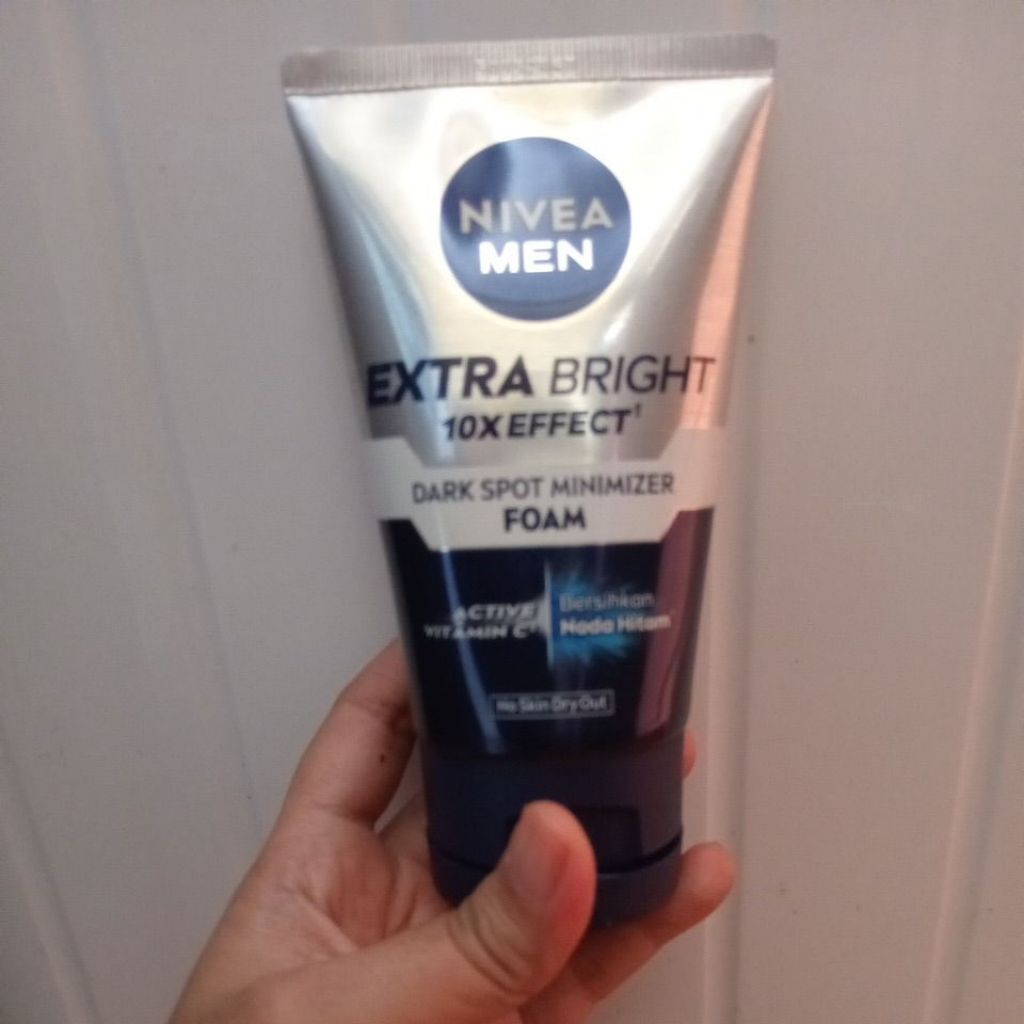 NIVEA
MEN
EXTRA BRIGHT
10X EFFECT¹
DARK SPOT MINIMIZER
FOAM
ACTIVE
VITAMIN C*
Bersihkan
Noda Hitam
No Skin Dry Out